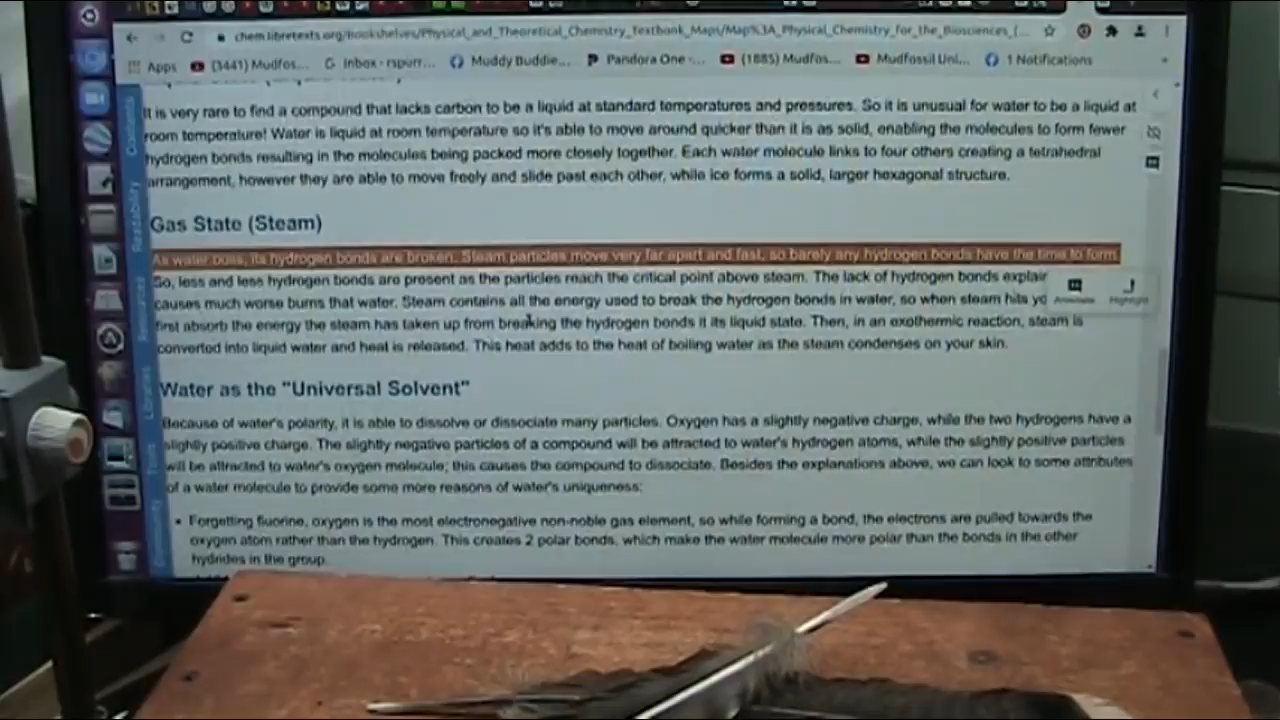 chem.libretexts.org/Bookshelves/Physical_and_Theoretical_Chemistry_Textbook_Maps/Map%3A_Physical_Chemistry_for_the_Biosciences_(...
Apps (3441) Mudfos... Inbox - rspurr... Muddy Buddie... Pandora One -... (1885) Mudfos... Mudfossil Uni... 1 Notifications
It is very rare to find a compound that lacks carbon to be a liquid at standard temperatures and pressures. So it is unusual for water to be a liquid at
room temperature! Water is liquid at room temperature so it's able to move around quicker than it is as solid, enabling the molecules to form fewer
hydrogen bonds resulting in the molecules being packed more closely together. Each water molecule links to four others creating a tetrahedral
arrangement, however they are able to move freely and slide past each other, while ice forms a solid, larger hexagonal structure.
Gas State (Steam)
As water boils, its hydrogen bonds are broken. Steam particles move very far apart and fast, so barely any hydrogen bonds have the time to form.
So, less and less hydrogen bonds are present as the particles reach the critical point above steam. The lack of hydrogen bonds explair
causes much worse burns that water. Steam contains all the energy used to break the hydrogen bonds in water, so when steam hits yo
Annotate Highlight
first absorb the energy the steam has taken up from breaking the hydrogen bonds it its liquid state. Then, in an exothermic reaction, steam is
converted into liquid water and heat is released. This heat adds to the heat of boiling water as the steam condenses on your skin.
Water as the "Universal Solvent"
Because of water's polarity, it is able to dissolve or dissociate many particles. Oxygen has a slightly negative charge, while the two hydrogens have a
slightly positive charge. The slightly negative particles of a compound will be attracted to water's hydrogen atoms, while the slightly positive particles
will be attracted to water's oxygen molecule; this causes the compound to dissociate. Besides the explanations above, we can look to some attributes
of a water molecule to provide some more reasons of water's uniqueness:
Forgetting fluorine, oxygen is the most electronegative non-noble gas element, so while forming a bond, the electrons are pulled towards the
oxygen atom rather than the hydrogen. This creates 2 polar bonds, which make the water molecule more polar than the bonds in the other
hydrides in the group.
Contents
Readability
Resources
Libraries
Tools